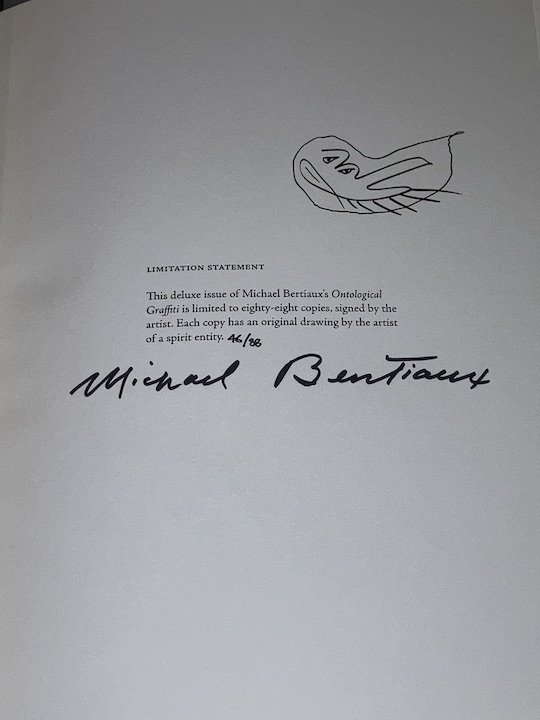 LIMITATION STATEMENT
This deluxe issue of Michael Bertiaux's Ontological
Graffiti is limited to eighty-eight copies, signed by the
artist. Each copy has an original drawing by the artist
of a spirit entity. 46/88
Michael Bertiaux